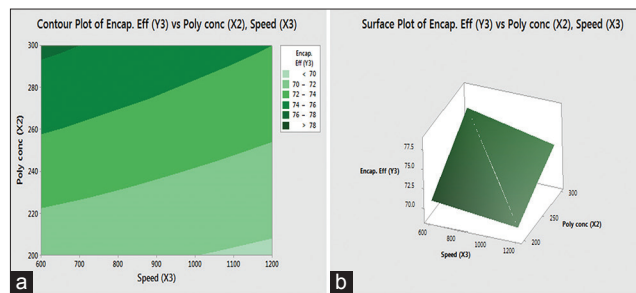 Contour Plot of Encap. Eff (Y3) vs Poly conc (X2), Speed (X3)
300
280
260
240
220
200
Poly conc (X2)
600
700
800
900
1000
1100
1200
Speed (X3)
Encap.
Eff (Y3)
< 70
70 – 72
72 – 74
74 – 76
76 – 78
> 78
a
Surface Plot of Encap. Eff (Y3) vs Poly conc (X2), Speed (X3)
77.5
75.0
72.5
70.0
Encap. Eff (Y3)
600
800
1000
1200
Speed (X3)
200
250
300
Poly conc (X2)
b